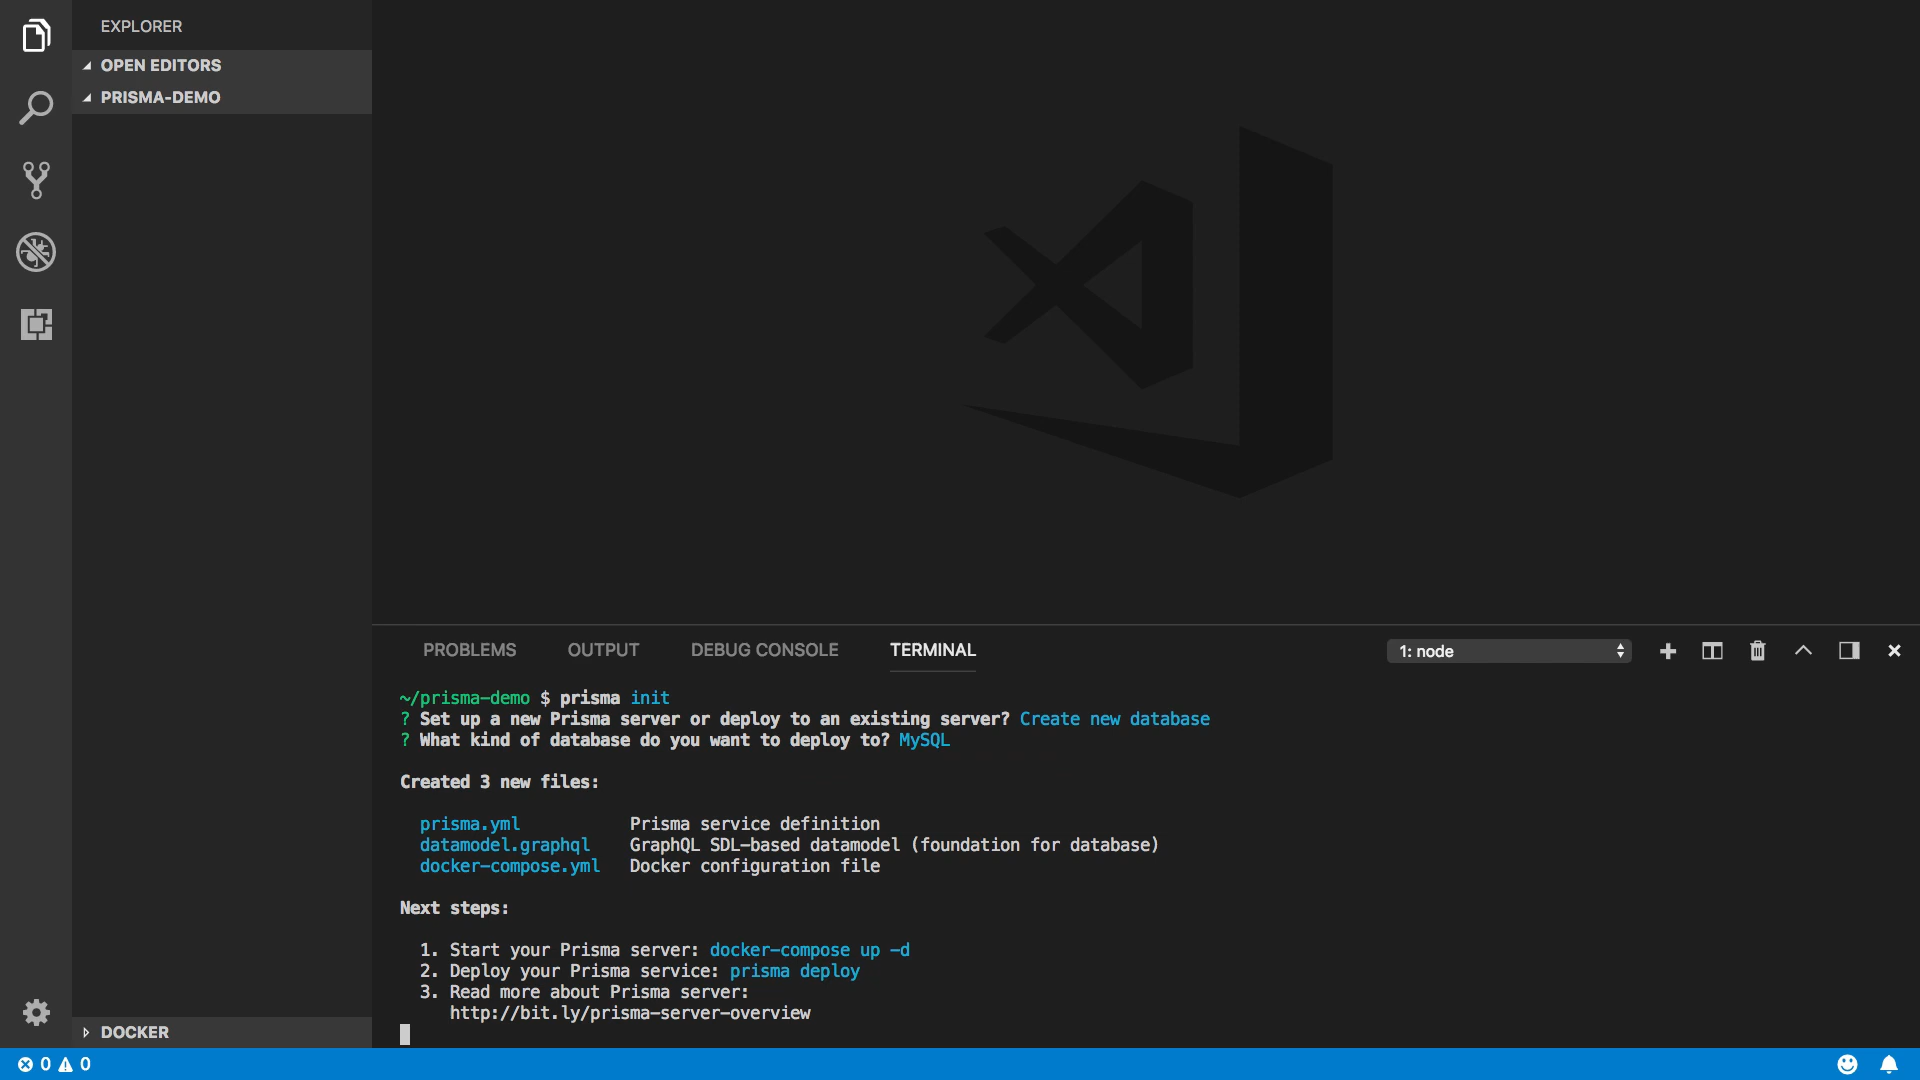 EXPLORER
OPEN EDITORS
PRISMA-DEMO
DOCKER
PROBLEMS OUTPUT DEBUG CONSOLE TERMINAL 1: node
~/prisma-demo $ prisma init
? Set up a new Prisma server or deploy to an existing server? Create new database
? What kind of database do you want to deploy to? MySQL
Created 3 new files:
prisma.yml Prisma service definition
datamodel.graphql GraphQL SDL-based datamodel (foundation for database)
docker-compose.yml Docker configuration file
Next steps:
1. Start your Prisma server: docker-compose up -d
2. Deploy your Prisma service: prisma deploy
3. Read more about Prisma server:
http://bit.ly/prisma-server-overview
0 0